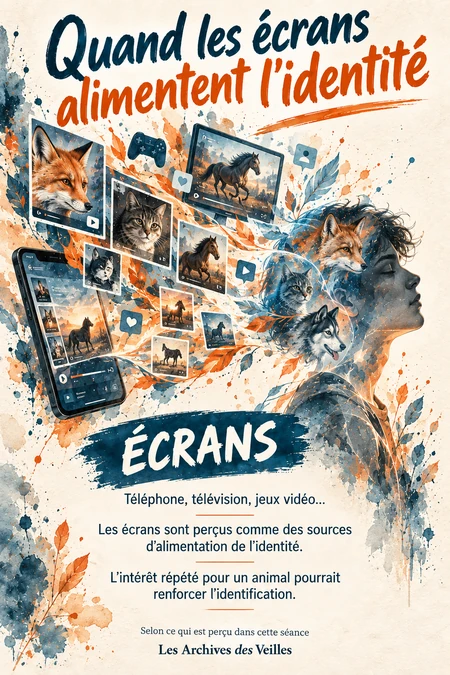 Quand les écrans
alimentent l'identité
ÉCRANS
Téléphone, télévision, jeux vidéo...
Les écrans sont perçus comme des sources
d'alimentation de l'identité.
L'intérêt répété pour un animal pourrait
renforcer l'identification.
Selon ce qui est perçu dans cette séance
Les Archives des Veilles